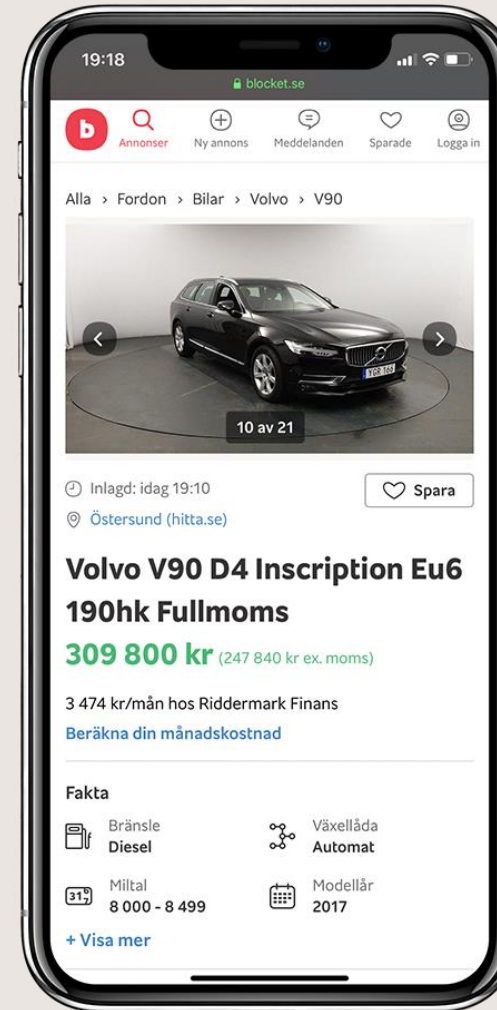 19:18
blocket.se
b
Annonser Ny annons Meddelanden Sparade Logga in
Alla > Fordon > Bilar > Volvo > V90
YGR 166
10 av 21
Inlagd: idag 19:10
Spara
Östersund (hitta.se)
Volvo V90 D4 Inscription Eu6
190hk Fullmoms
309 800 kr (247 840 kr ex. moms)
3 474 kr/mån hos Riddermark Finans
Beräkna din månadskostnad
Fakta
Bränsle Växellåda
Diesel Automat
Miltal Modellår
8 000 - 8 499 2017
+ Visa mer